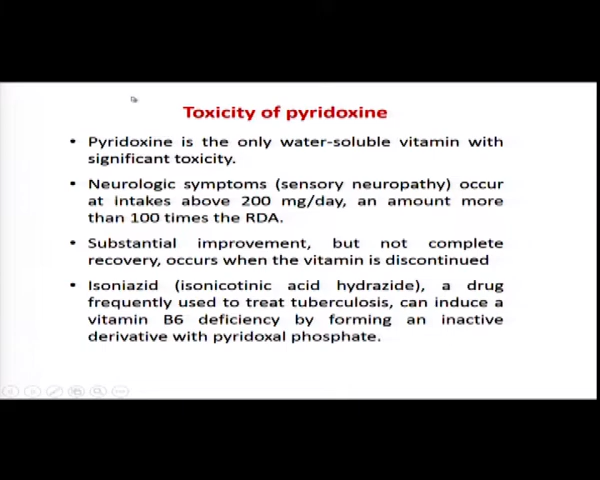 Toxicity of pyridoxine
• Pyridoxine is the only water-soluble vitamin with
significant toxicity.
• Neurologic symptoms (sensory neuropathy) occur
at intakes above 200 mg/day, an amount more
than 100 times the RDA.
• Substantial improvement, but not complete
recovery, occurs when the vitamin is discontinued
• Isoniazid (isonicotinic acid hydrazide), a drug
frequently used to treat tuberculosis, can induce a
vitamin B6 deficiency by forming an inactive
derivative with pyridoxal phosphate.